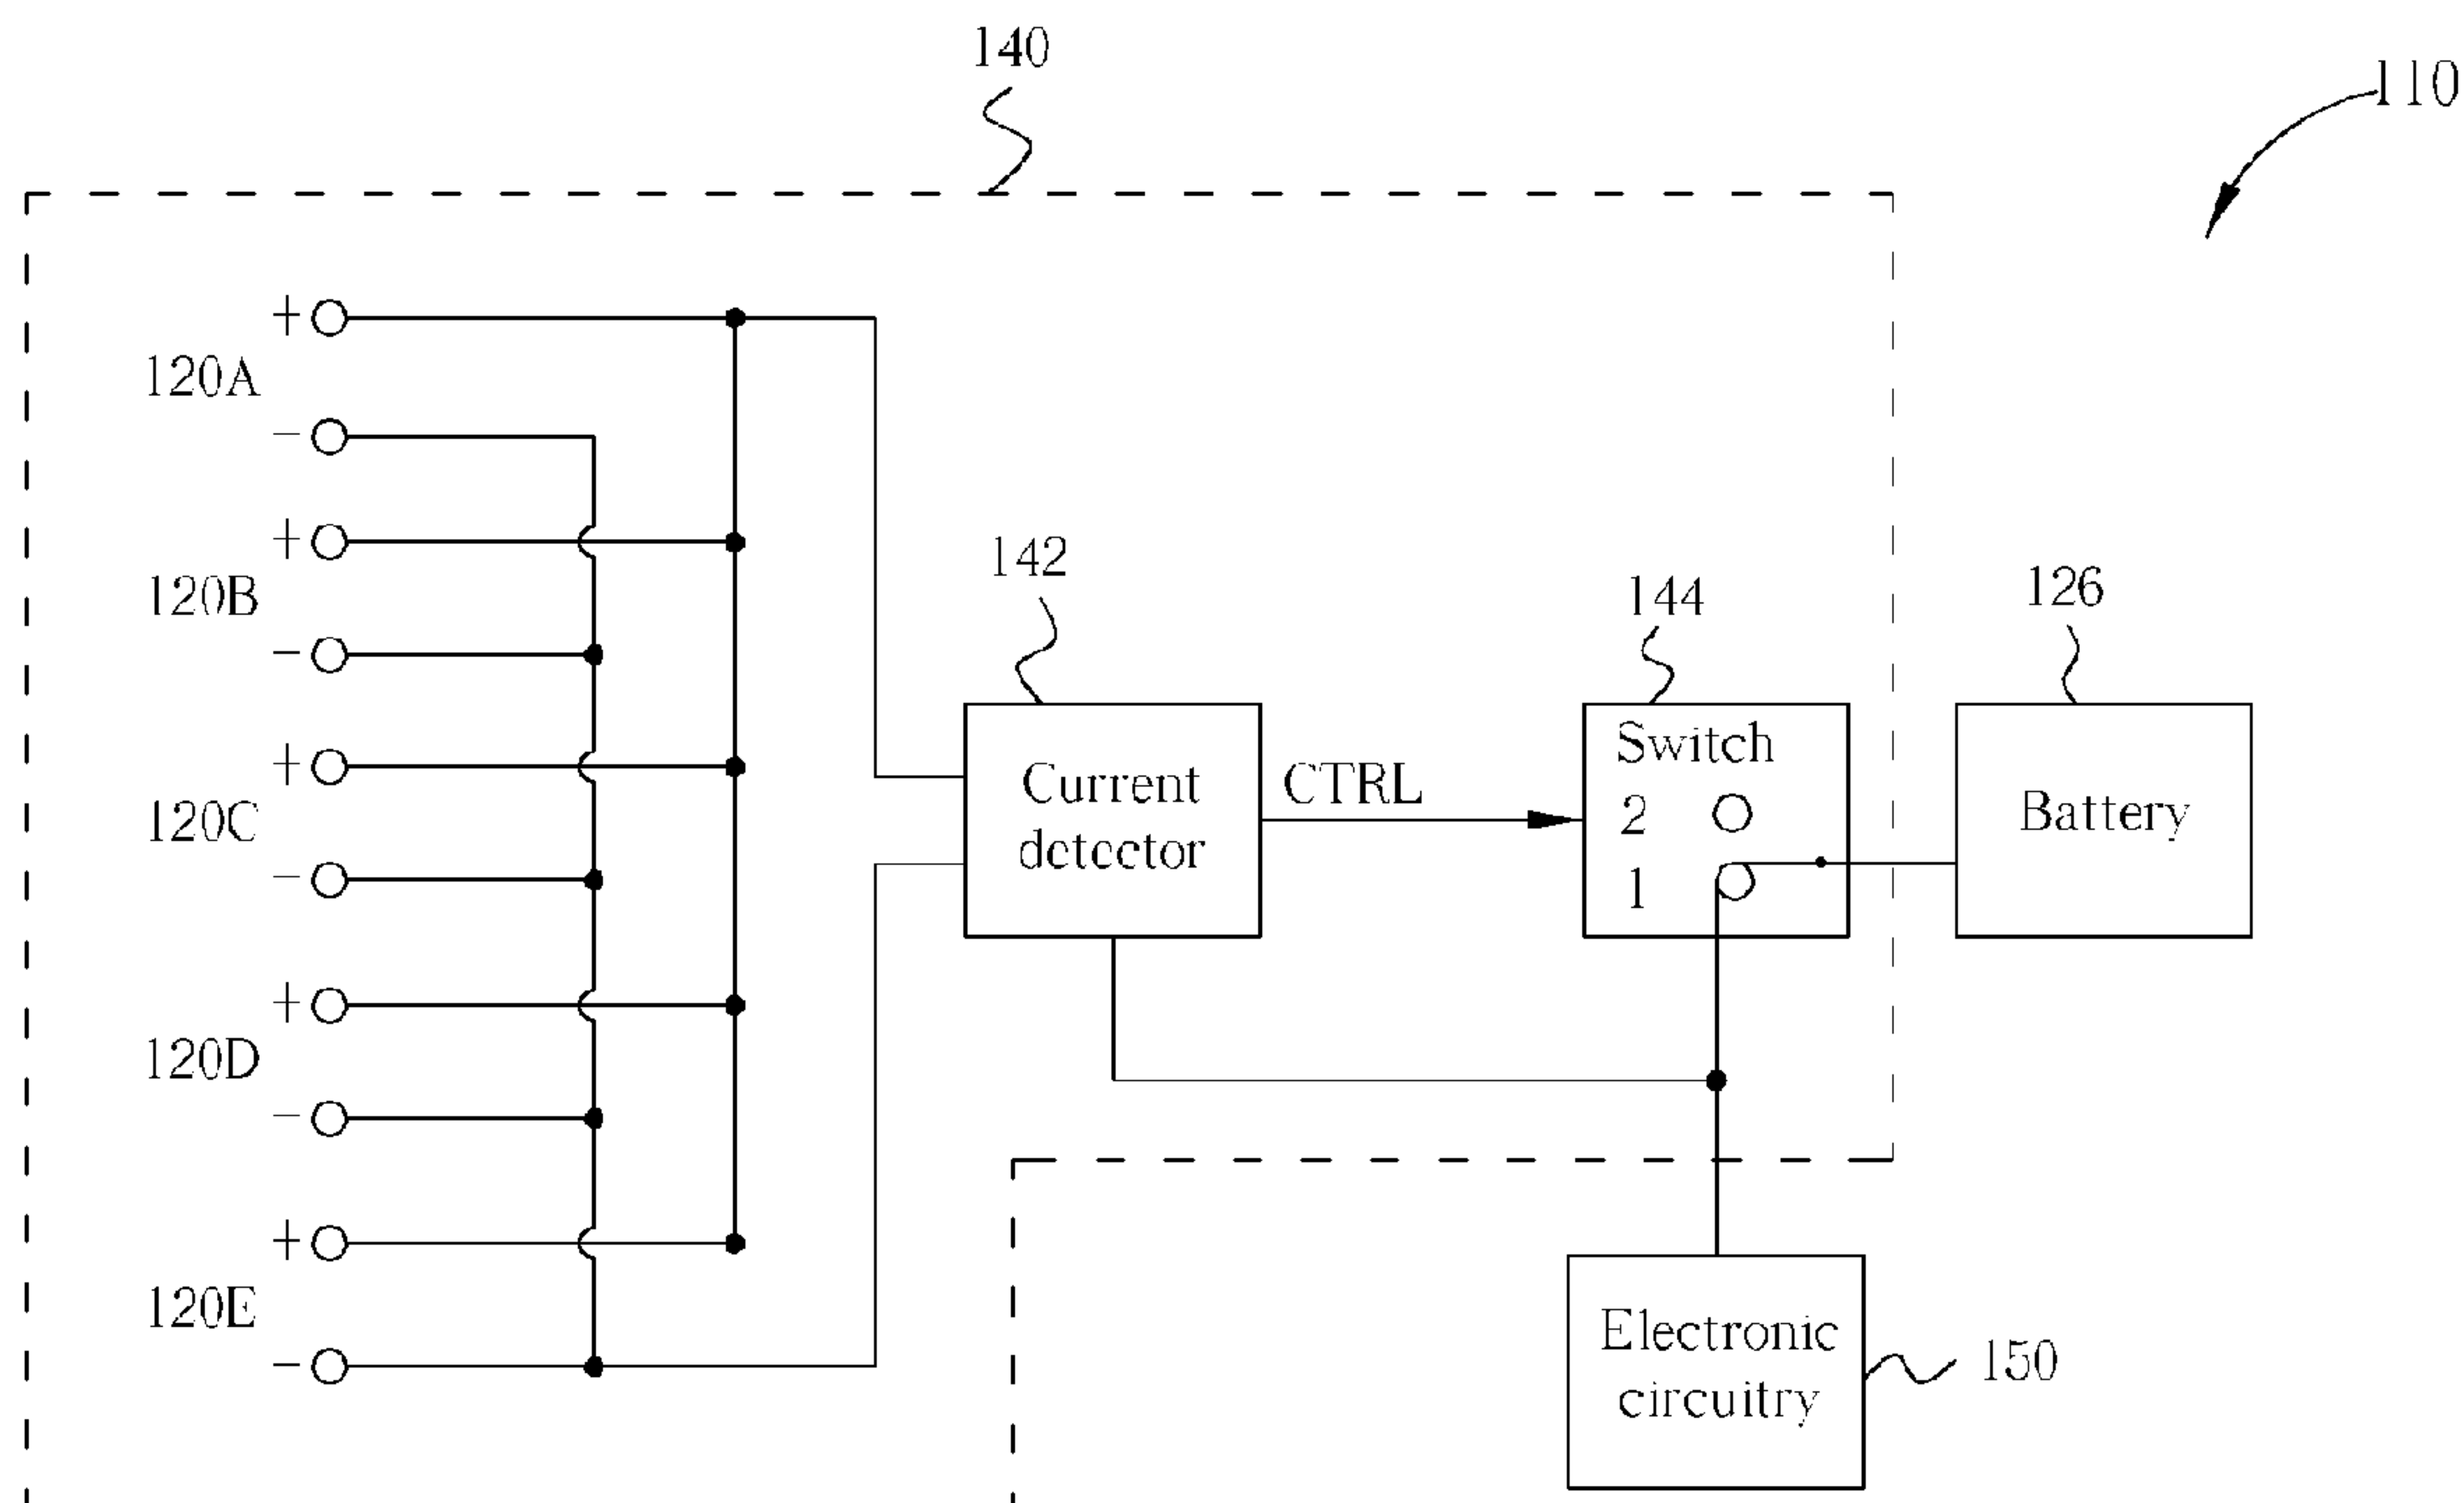 140
110
+
120A
−
+
120B
−
+
120C
−
+
120D
−
+
120E
−
142
Current
detector
CTRL
144
Switch
2
1
126
Battery
Electronic
circuitry
150